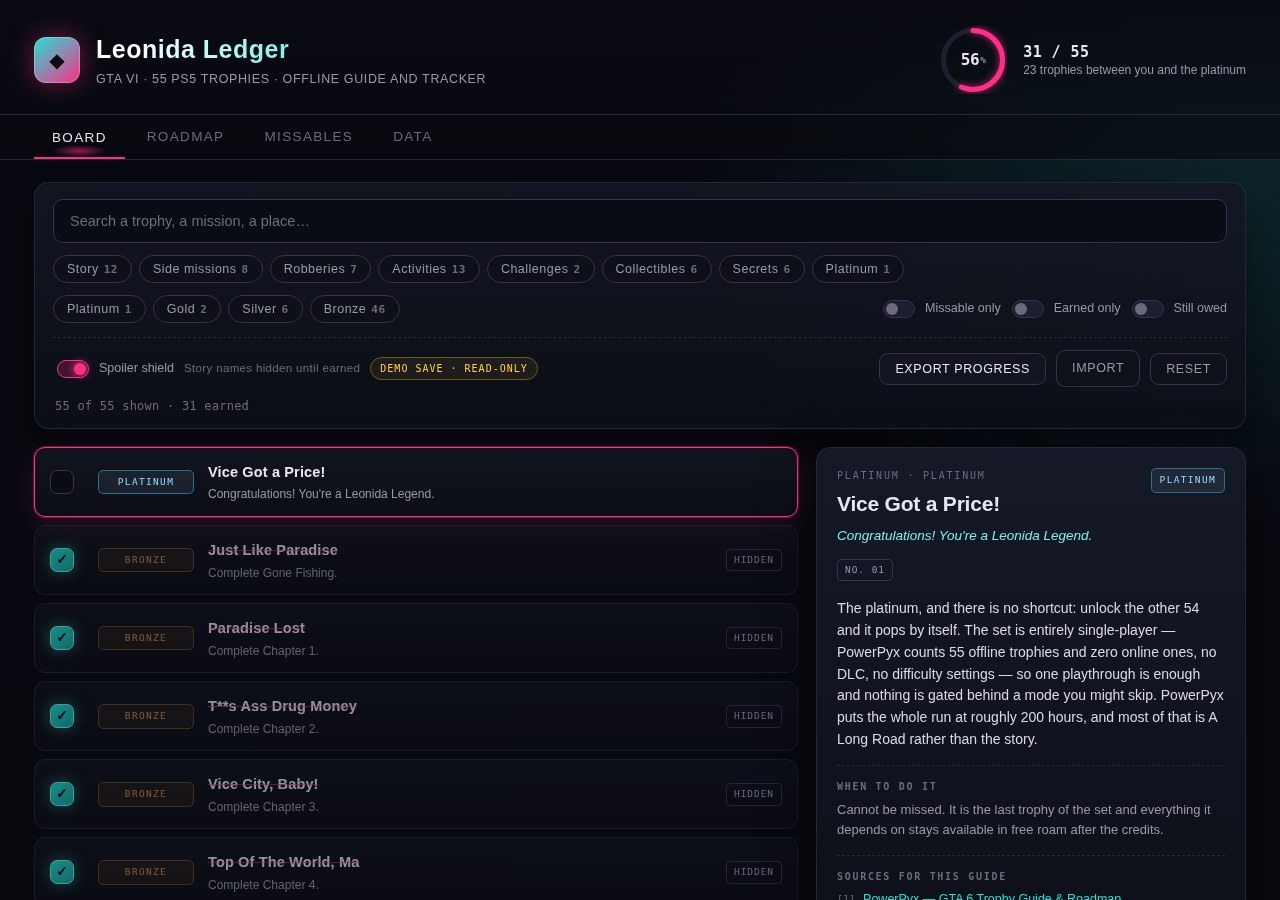 Leonida Ledger
GTA VI · 55 PS5 TROPHIES · OFFLINE GUIDE AND TRACKER
56%
31 / 55
23 trophies between you and the platinum
BOARD ROADMAP MISSABLES DATA
Search a trophy, a mission, a place…
Story 12 Side missions 8 Robberies 7 Activities 13 Challenges 2 Collectibles 6 Secrets 6 Platinum 1
Platinum 1 Gold 2 Silver 6 Bronze 46 Missable only Earned only Still owed
Spoiler shield Story names hidden until earned DEMO SAVE · READ-ONLY EXPORT PROGRESS IMPORT RESET
55 of 55 shown · 31 earned
PLATINUM
Vice Got a Price!
Congratulations! You're a Leonida Legend.
BRONZE
Just Like Paradise
Complete Gone Fishing.
HIDDEN
BRONZE
Paradise Lost
Complete Chapter 1.
HIDDEN
BRONZE
T**s Ass Drug Money
Complete Chapter 2.
HIDDEN
BRONZE
Vice City, Baby!
Complete Chapter 3.
HIDDEN
BRONZE
Top Of The World, Ma
Complete Chapter 4.
HIDDEN
PLATINUM · PLATINUM
PLATINUM
Vice Got a Price!
Congratulations! You're a Leonida Legend.
NO. 01
The platinum, and there is no shortcut: unlock the other 54
and it pops by itself. The set is entirely single-player —
PowerPyx counts 55 offline trophies and zero online ones, no
DLC, no difficulty settings — so one playthrough is enough
and nothing is gated behind a mode you might skip. PowerPyx
puts the whole run at roughly 200 hours, and most of that is A
Long Road rather than the story.
WHEN TO DO IT
Cannot be missed. It is the last trophy of the set and everything it
depends on stays available in free roam after the credits.
SOURCES FOR THIS GUIDE
[1] PowerPyx — GTA 6 Trophy Guide & Roadmap